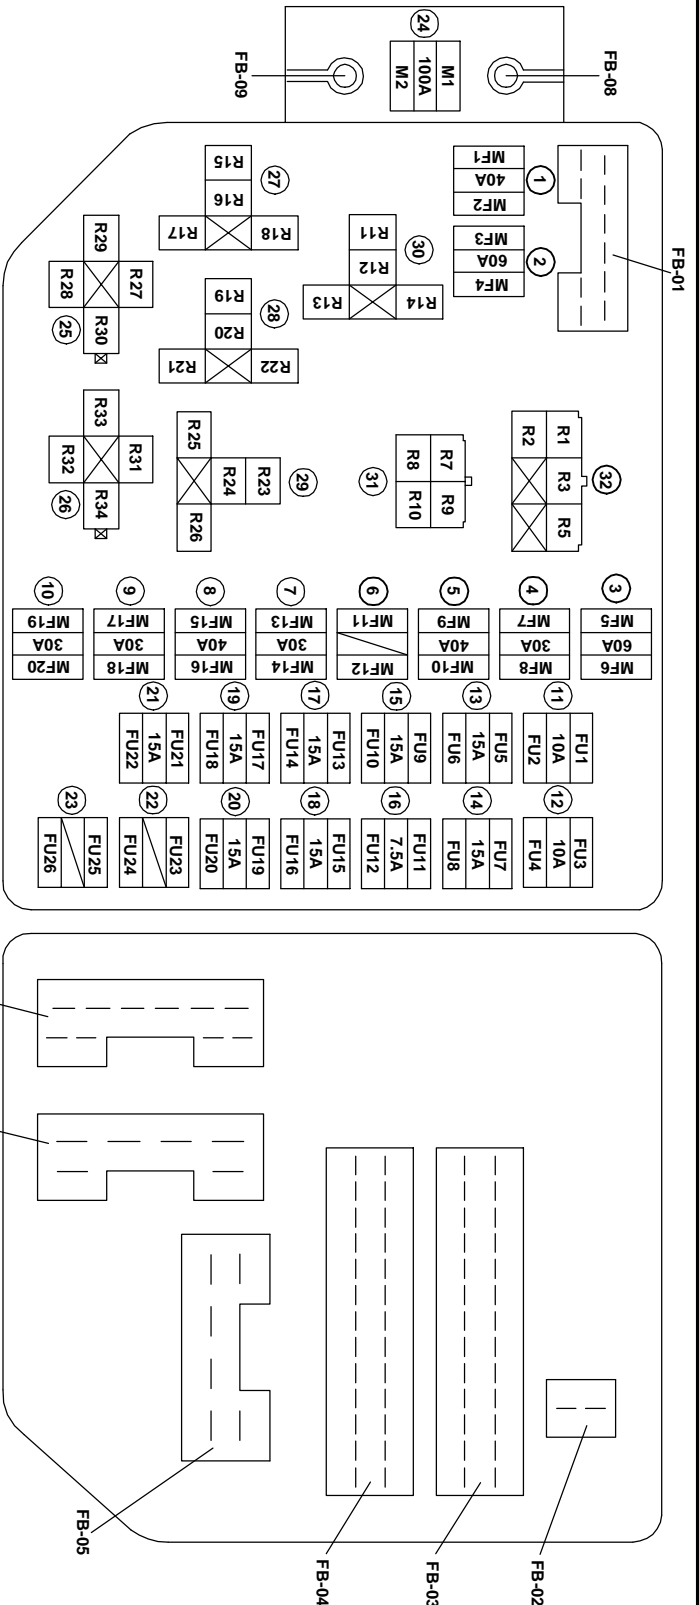 24
M1
100A
M2
FB-08
FB-09
FB-01
1
MF1
40A
MF2
2
MF3
60A
MF4
27
R15
R16
R17
R18
30
R11
R12
R13
R14
28
R19
R20
R21
R22
R29
R27
R28
R30
25
R33
R31
R32
R34
26
R25
R24
R23
R26
29
31
R7
R8
R9
R10
32
R1
R2
R3
R5
3
MF5
60A
MF6
4
MF7
30A
MF8
5
MF9
40A
MF10
6
MF11
MF12
7
MF13
30A
MF14
8
MF15
40A
MF16
9
MF17
30A
MF18
10
MF19
30A
MF20
11
FU1
10A
FU2
13
FU5
15A
FU6
15
FU9
15A
FU10
17
FU13
15A
FU14
19
FU17
15A
FU18
21
FU21
15A
FU22
12
FU3
10A
FU4
14
FU7
15A
FU8
16
FU11
7.5A
FU12
18
FU15
15A
FU16
20
FU19
15A
FU20
22
FU23
FU24
23
FU25
FU26
FB-02
FB-03
FB-04
FB-05